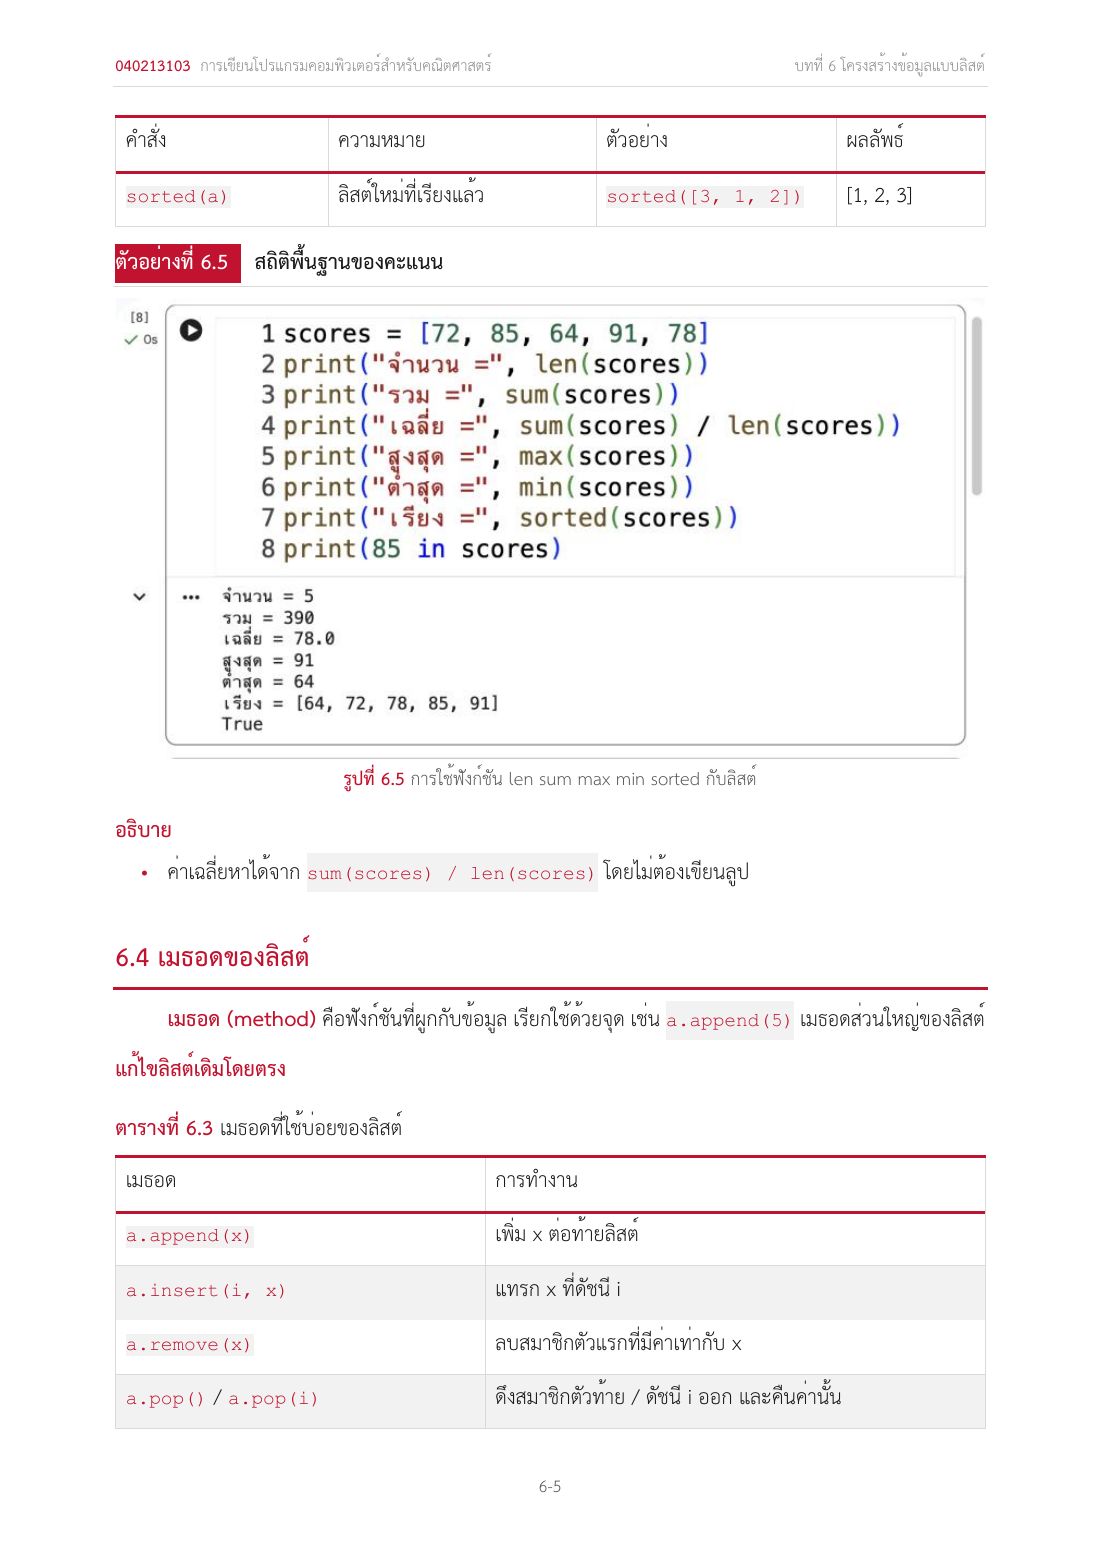 040213103 การเขียนโปรแกรมคอมพิวเตอร์สำหรับคณิตศาสตร์ บทที่ 6 โครงสร้างข้อมูลแบบลิสต์
คำสั่ง ความหมาย ตัวอย่าง ผลลัพธ์
sorted(a) ลิสต์ใหม่ที่เรียงแล้ว sorted([3, 1, 2]) [1, 2, 3]
ตัวอย่างที่ 6.5 สถิติพื้นฐานของคะแนน
[8]
0s
1 scores = [72, 85, 64, 91, 78]
2 print("จำนวน =", len(scores))
3 print("รวม =", sum(scores))
4 print("เฉลี่ย =", sum(scores) / len(scores))
5 print("สูงสุด =", max(scores))
6 print("ต่ำสุด =", min(scores))
7 print("เรียง =", sorted(scores))
8 print(85 in scores)
จำนวน = 5
รวม = 390
เฉลี่ย = 78.0
สูงสุด = 91
ต่ำสุด = 64
เรียง = [64, 72, 78, 85, 91]
True
รูปที่ 6.5 การใช้ฟังก์ชัน len sum max min sorted กับลิสต์
อธิบาย
• ค่าเฉลี่ยหาได้จาก sum(scores) / len(scores) โดยไม่ต้องเขียนลูป
6.4 เมธอดของลิสต์
เมธอด (method) คือฟังก์ชันที่ผูกกับข้อมูล เรียกใช้ด้วยจุด เช่น a.append(5) เมธอดส่วนใหญ่ของลิสต์
แก้ไขลิสต์เดิมโดยตรง
ตารางที่ 6.3 เมธอดที่ใช้บ่อยของลิสต์
เมธอด การทำงาน
a.append(x) เพิ่ม x ต่อท้ายลิสต์
a.insert(i, x) แทรก x ที่ดัชนี i
a.remove(x) ลบสมาชิกตัวแรกที่มีค่าเท่ากับ x
a.pop() / a.pop(i) ดึงสมาชิกตัวท้าย / ดัชนี i ออก และคืนค่านั้น
6-5